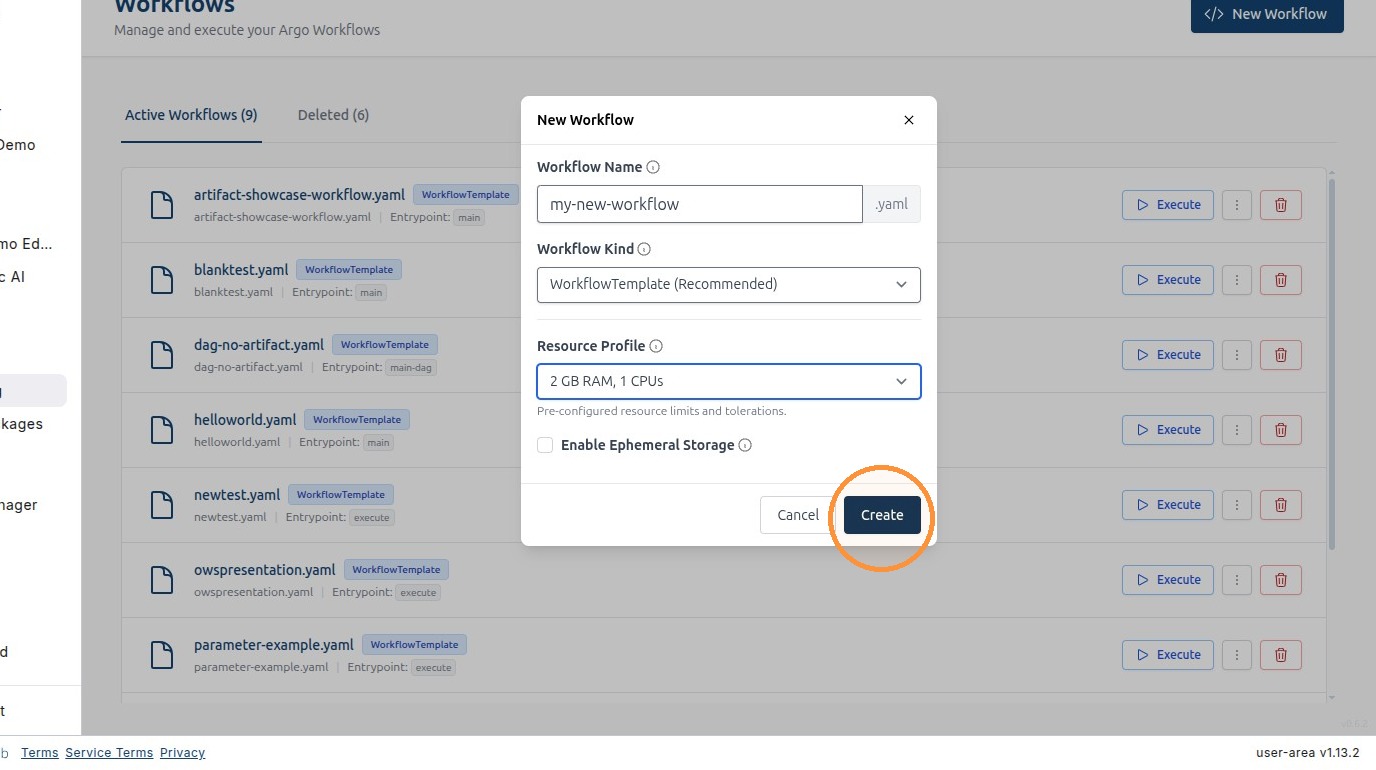 Workflows
Manage and execute your Argo Workflows
</> New Workflow
Demo
mo Ed...
c AI
kages
nager
d
t
Active Workflows (9)
Deleted (6)
artifact-showcase-workflow.yaml WorkflowTemplate
artifact-showcase-workflow.yaml | Entrypoint: main
Execute
blanktest.yaml WorkflowTemplate
blanktest.yaml | Entrypoint: main
Execute
dag-no-artifact.yaml WorkflowTemplate
dag-no-artifact.yaml | Entrypoint: main-dag
Execute
helloworld.yaml WorkflowTemplate
helloworld.yaml | Entrypoint: main
Execute
newtest.yaml WorkflowTemplate
newtest.yaml | Entrypoint: execute
Execute
owspresentation.yaml WorkflowTemplate
owspresentation.yaml | Entrypoint: execute
Execute
parameter-example.yaml WorkflowTemplate
parameter-example.yaml | Entrypoint: execute
Execute
New Workflow
Workflow Name
my-new-workflow .yaml
Workflow Kind
WorkflowTemplate (Recommended)
Resource Profile
2 GB RAM, 1 CPUs
Pre-configured resource limits and tolerations.
Enable Ephemeral Storage
Cancel Create
v0.6.2
b Terms Service Terms Privacy
user-area v1.13.2